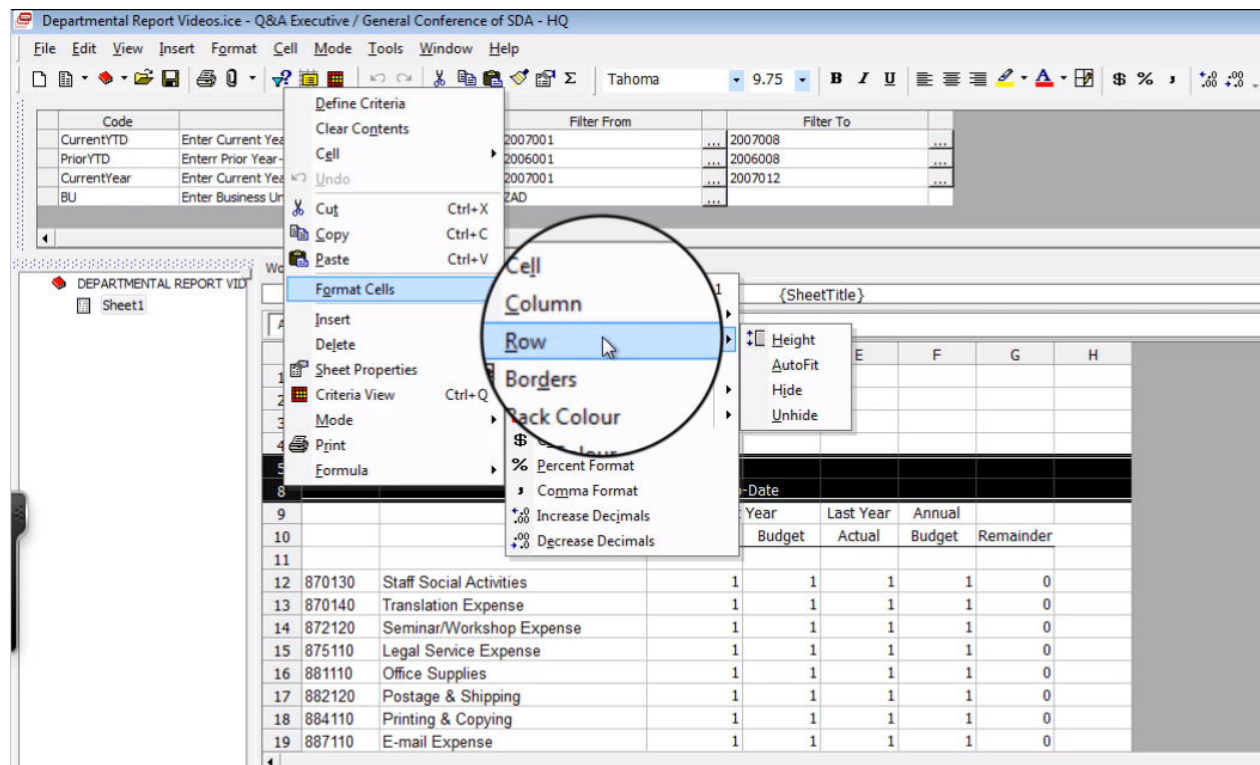 Departmental Report Videos.ice - Q&A Executive / General Conference of SDA - HQ
File Edit View Insert Format Cell Mode Tools Window Help
Tahoma 9.75 B I U $ % ,
Code Filter From Filter To
CurrentYTD Enter Current Yea 2007001 ... 2007008 ...
PriorYTD Enterr Prior Year- 2006001 ... 2006008 ...
CurrentYear Enter Current Yea 2007001 ... 2007012 ...
BU Enter Business Un ZAD ...
Define Criteria
Clear Contents
Cell
Undo
Cut Ctrl+X
Copy Ctrl+C
Paste Ctrl+V
Format Cells
Insert
Delete
Sheet Properties
Criteria View Ctrl+Q
Mode
Print
Formula
Cell
Column
Row
Borders
Back Colour
Percent Format
Comma Format
Increase Decimals
Decrease Decimals
Height
AutoFit
Hide
Unhide
DEPARTMENTAL REPORT VID
Sheet1
{SheetTitle}
E F G H
5
8 -Date
9 Year Last Year Annual
10 Budget Actual Budget Remainder
11
12 870130 Staff Social Activities 1 1 1 1 0
13 870140 Translation Expense 1 1 1 1 0
14 872120 Seminar/Workshop Expense 1 1 1 1 0
15 875110 Legal Service Expense 1 1 1 1 0
16 881110 Office Supplies 1 1 1 1 0
17 882120 Postage & Shipping 1 1 1 1 0
18 884110 Printing & Copying 1 1 1 1 0
19 887110 E-mail Expense 1 1 1 1 0